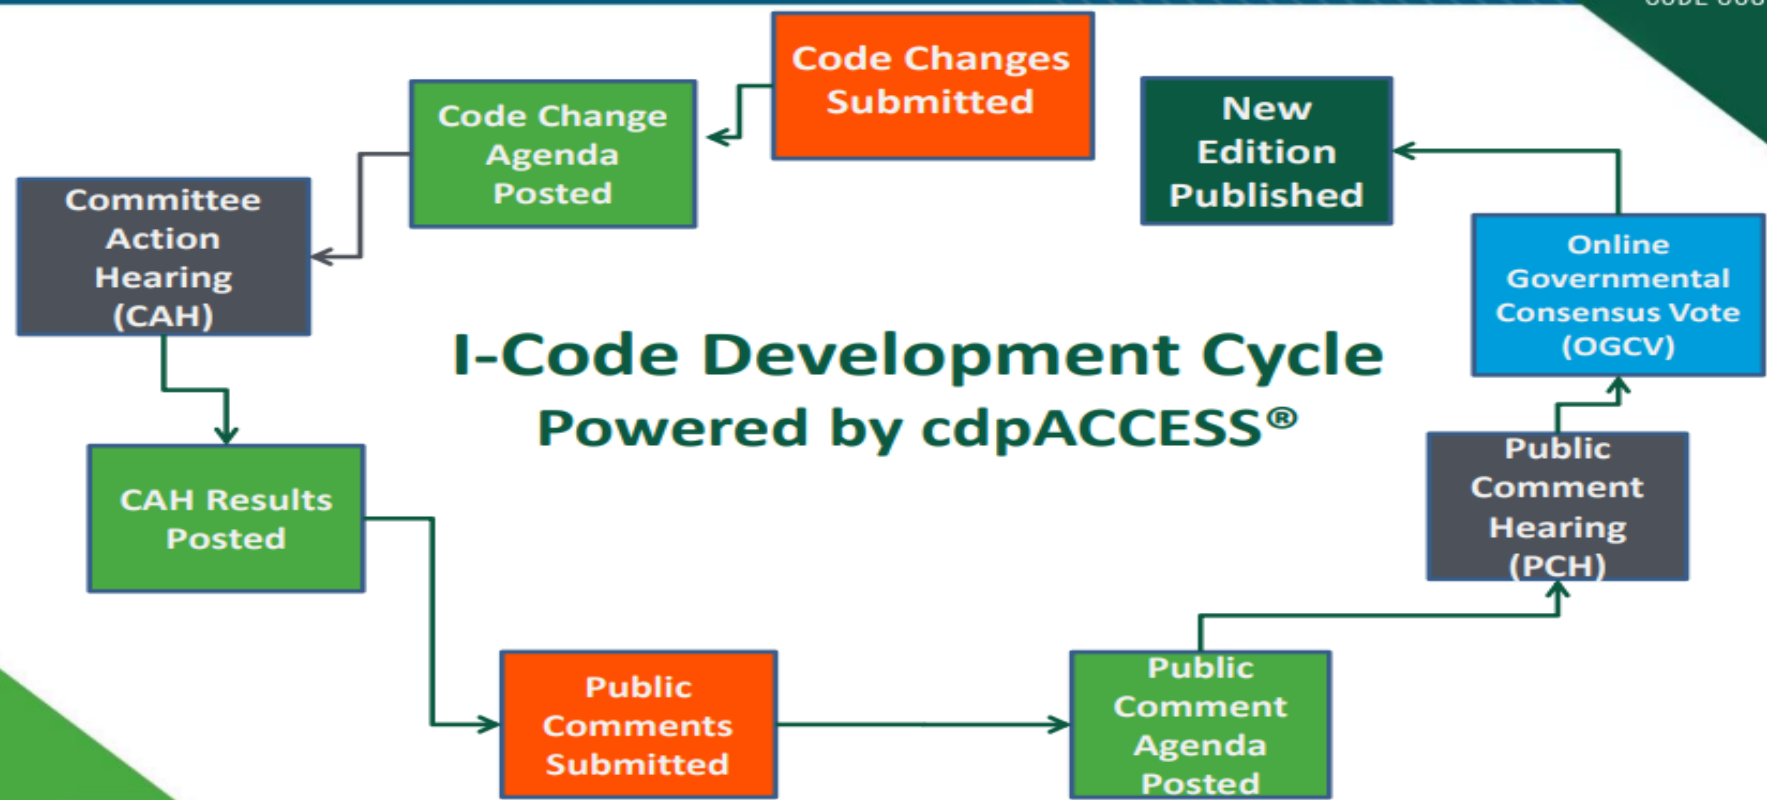 Code Changes
Submitted
Code Change
Agenda
Posted
Committee
Action
Hearing
(CAH)
CAH Results
Posted
Public
Comments
Submitted
Public
Comment
Agenda
Posted
Public
Comment
Hearing
(PCH)
Online
Governmental
Consensus Vote
(OGCV)
New
Edition
Published
I-Code Development Cycle
Powered by cdpACCESS®